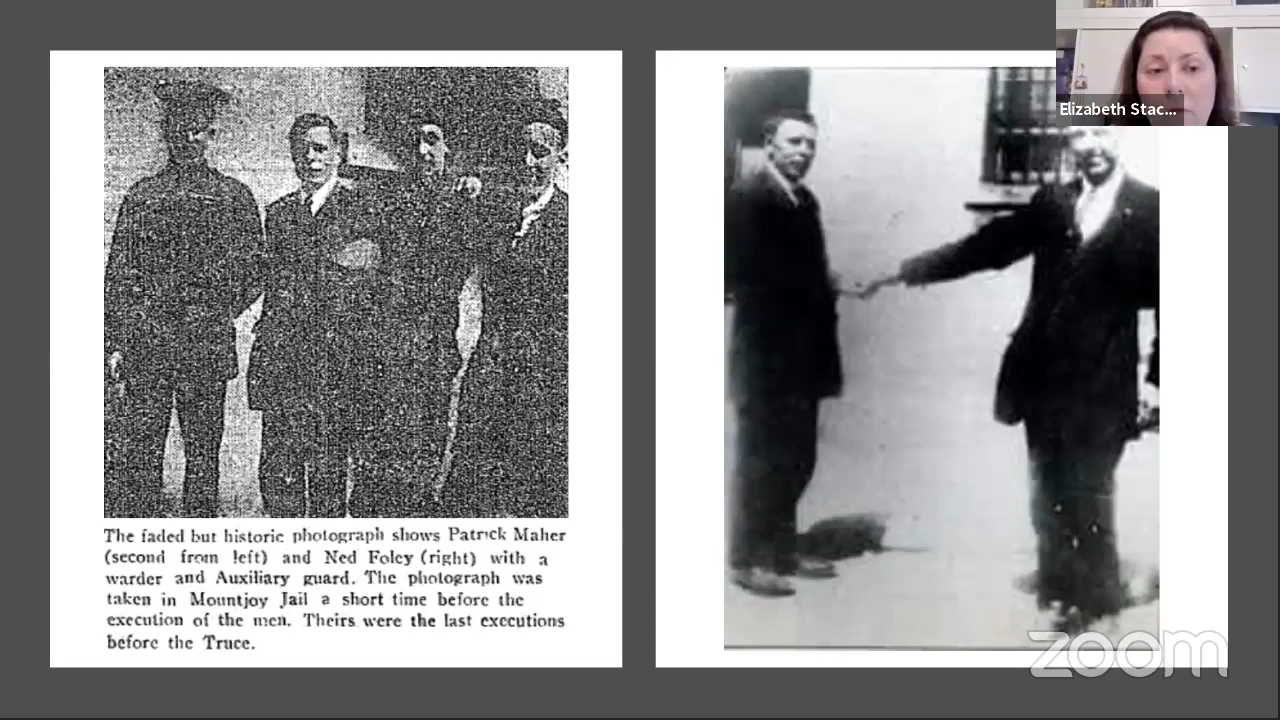 Elizabeth Stac...
The faded but historic photograph shows Patrick Maher
(second from left) and Ned Foley (right) with a
warder and Auxiliary guard. The photograph was
taken in Mountjoy Jail a short time before the
execution of the men. Theirs were the last executions
before the Truce.
zoom